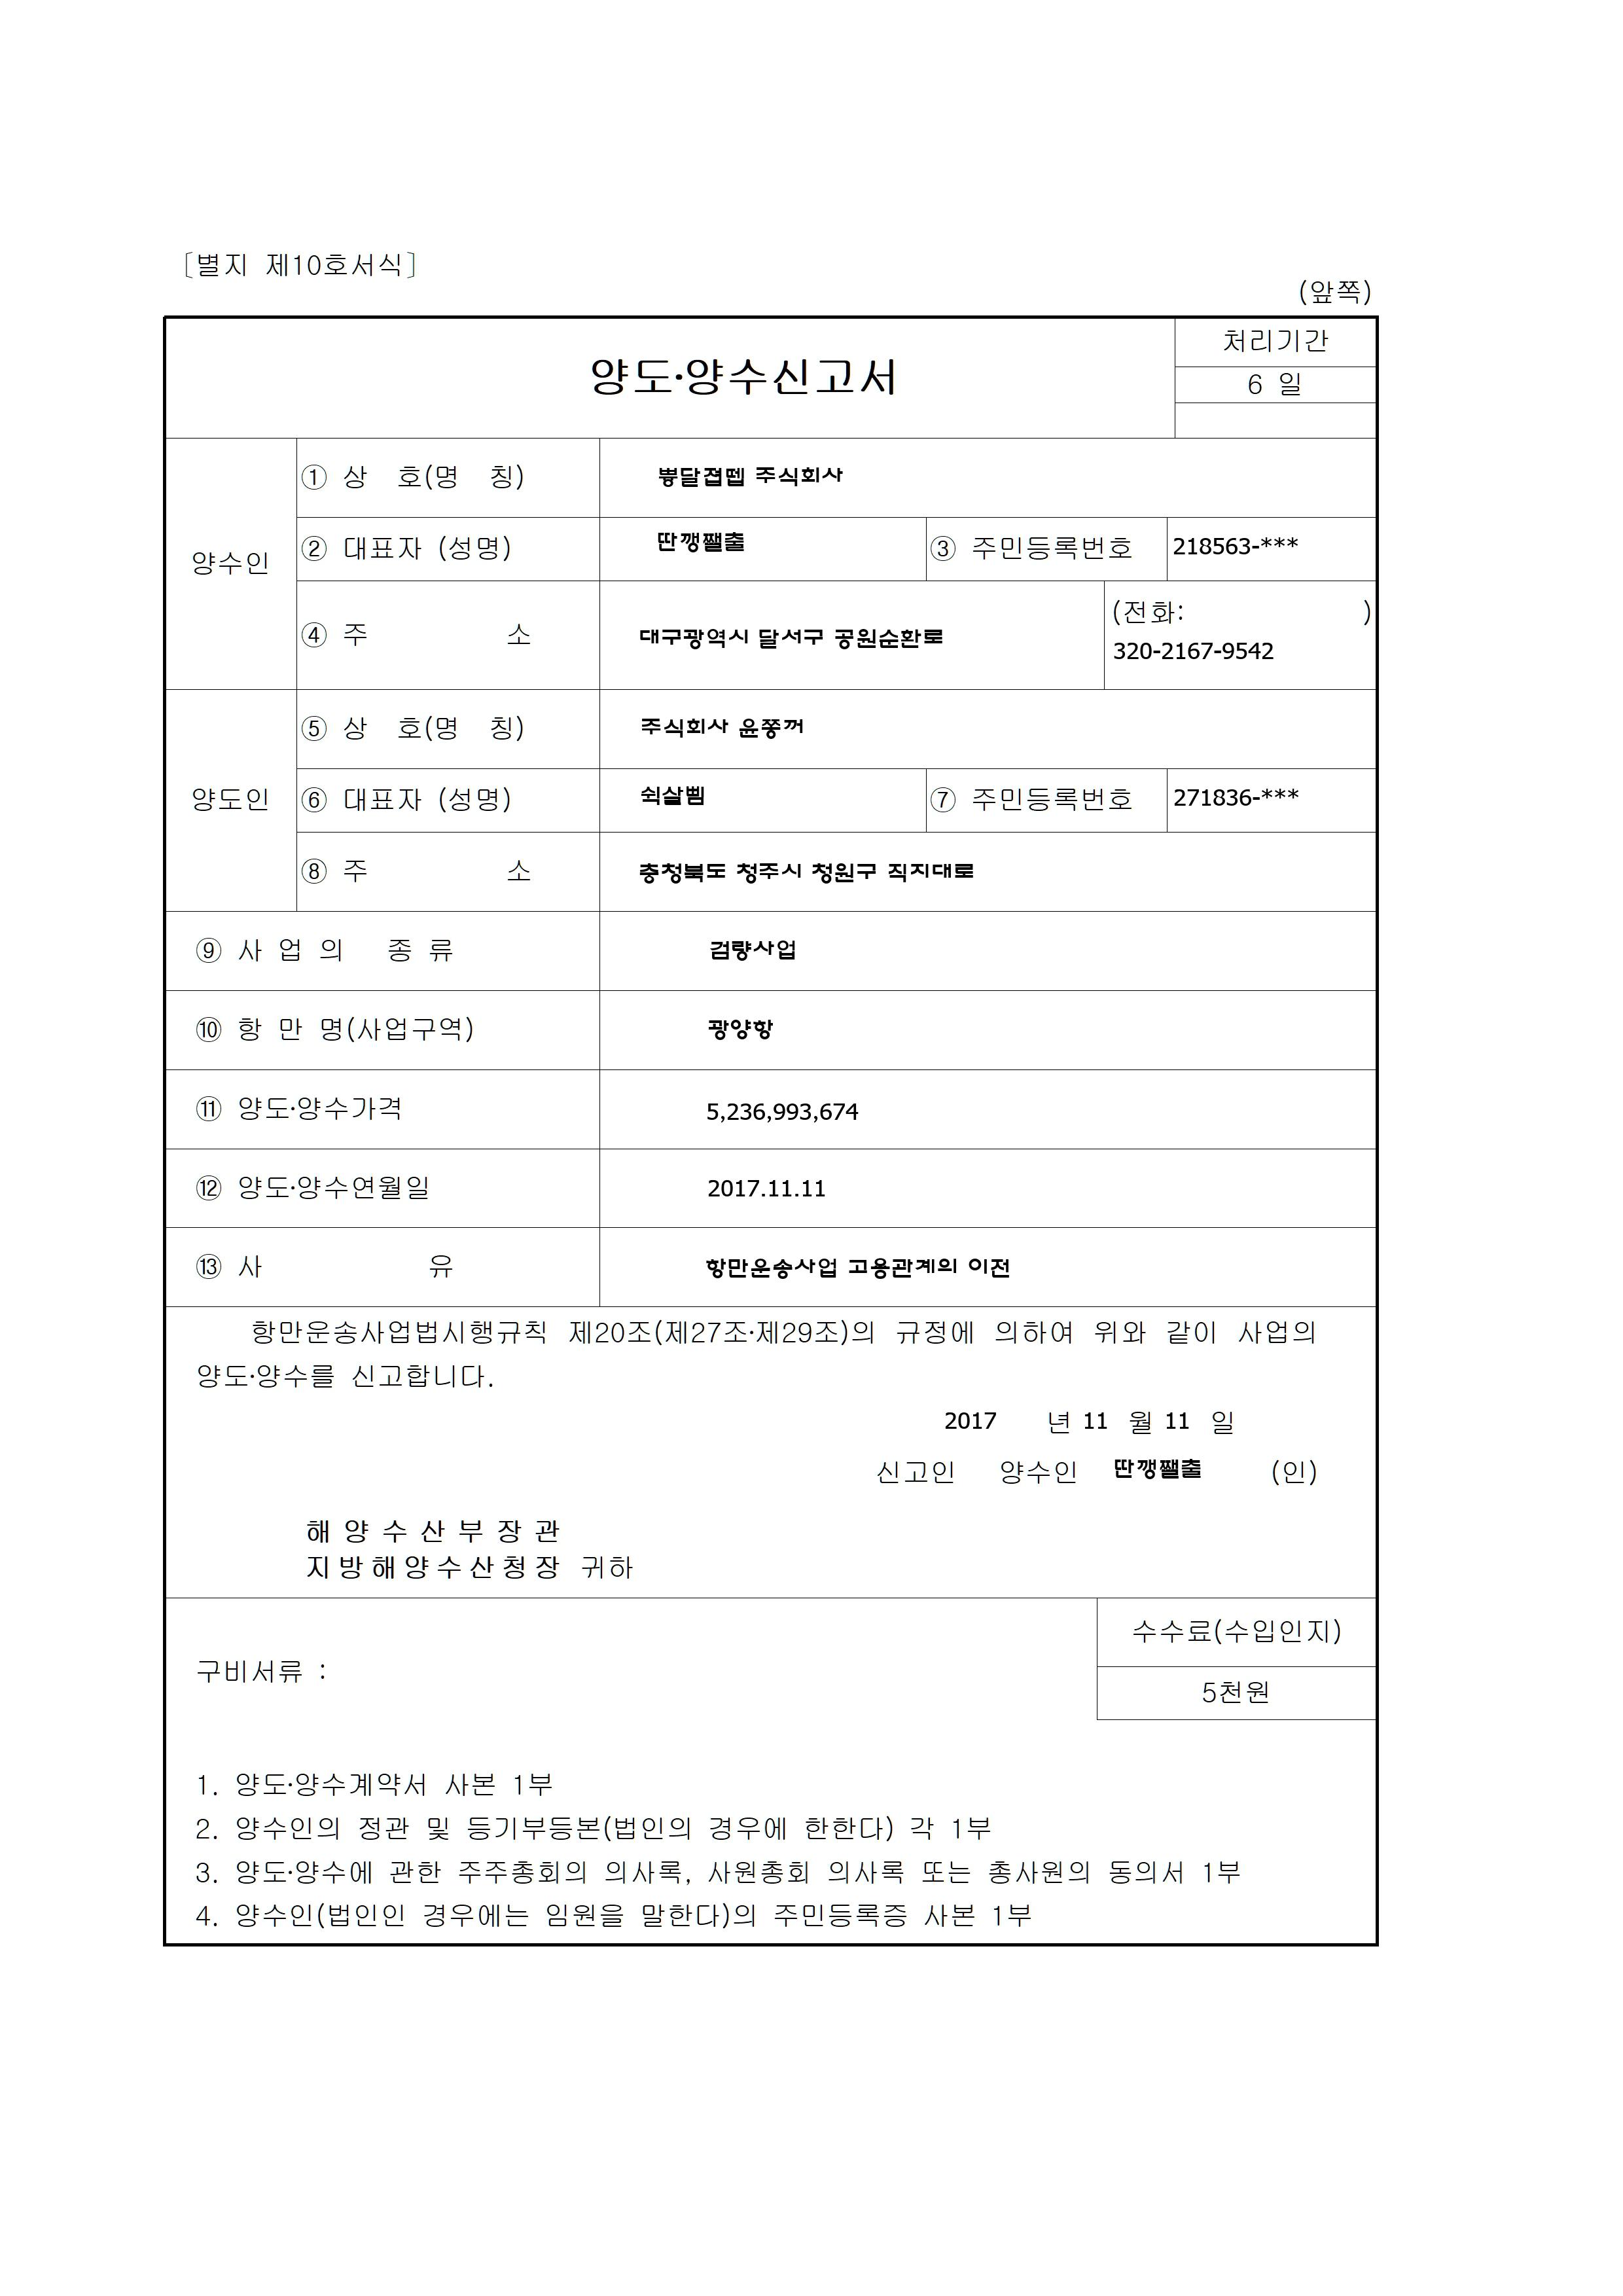 [별지 제10호서식]
(앞쪽)
양도·양수신고서
처리기간
6 일
양수인
① 상 호(명 칭)
주식회사
② 대표자 (성명)
딴깽쨀출
③ 주민등록번호
218563-***
④ 주 소
대구광역시 달서구 공원순환로
(전화: )
320-2167-9542
양도인
⑤ 상 호(명 칭)
주식회사 윤쭝꺼
⑥ 대표자 (성명)
⑦ 주민등록번호
271836-***
⑧ 주 소
충청북도 청주시 청원구 직지대로
⑨ 사 업 의 종 류
검량사업
⑩ 항 만 명(사업구역)
광양항
⑪ 양도·양수가격
5,236,993,674
⑫ 양도·양수연월일
2017.11.11
⑬ 사 유
항만운송사업 고용관계의 이전
항만운송사업법시행규칙 제20조(제27조·제29조)의 규정에 의하여 위와 같이 사업의
양도·양수를 신고합니다.
2017 년 11 월 11 일
신고인 양수인 딴깽쨀출 (인)
해 양 수 산 부 장 관
지방해양수산청장 귀하
수수료(수입인지)
구비서류 :
5천원
1. 양도·양수계약서 사본 1부
2. 양수인의 정관 및 등기부등본(법인의 경우에 한한다) 각 1부
3. 양도·양수에 관한 주주총회의 의사록, 사원총회 의사록 또는 총사원의 동의서 1부
4. 양수인(법인인 경우에는 임원을 말한다)의 주민등록증 사본 1부